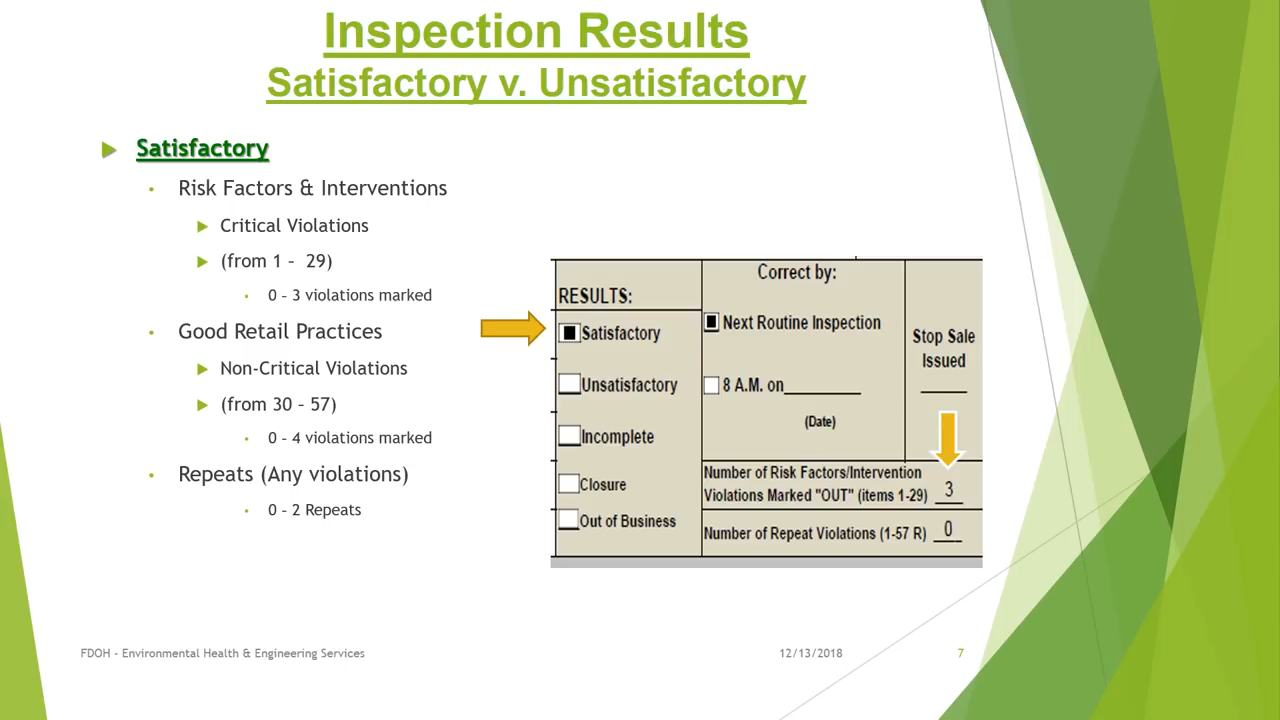 Inspection Results
Satisfactory v. Unsatisfactory
Satisfactory
Risk Factors & Interventions
Critical Violations
(from 1 – 29)
0 – 3 violations marked
Good Retail Practices
Non-Critical Violations
(from 30 – 57)
0 – 4 violations marked
Repeats (Any violations)
0 – 2 Repeats
RESULTS:
Satisfactory
Unsatisfactory
Incomplete
Closure
Out of Business
Correct by:
Next Routine Inspection
8 A.M. on________
(Date)
Stop Sale
Issued
Number of Risk Factors/Intervention
Violations Marked "OUT" (items 1-29) 3
Number of Repeat Violations (1-57 R) 0
FDOH - Environmental Health & Engineering Services
12/13/2018
7